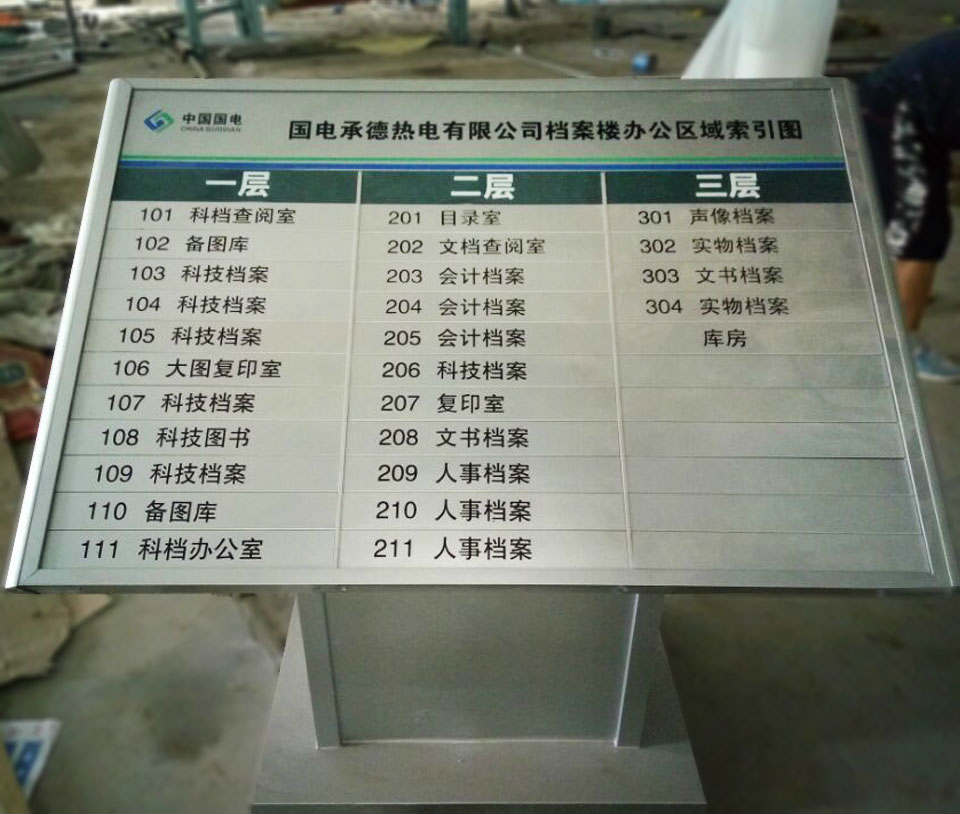 中国国电
CHINA GUODIAN
国电承德热电有限公司档案楼办公区域索引图
一层
101 科档查阅室
102 备图库
103 科技档案
104 科技档案
105 科技档案
106 大图复印室
107 科技档案
108 科技图书
109 科技档案
110 备图库
111 科档办公室
二层
201 目录室
202 文档查阅室
203 会计档案
204 会计档案
205 会计档案
206 科技档案
207 复印室
208 文书档案
209 人事档案
210 人事档案
211 人事档案
三层
301 声像档案
302 实物档案
303 文书档案
304 实物档案
库房